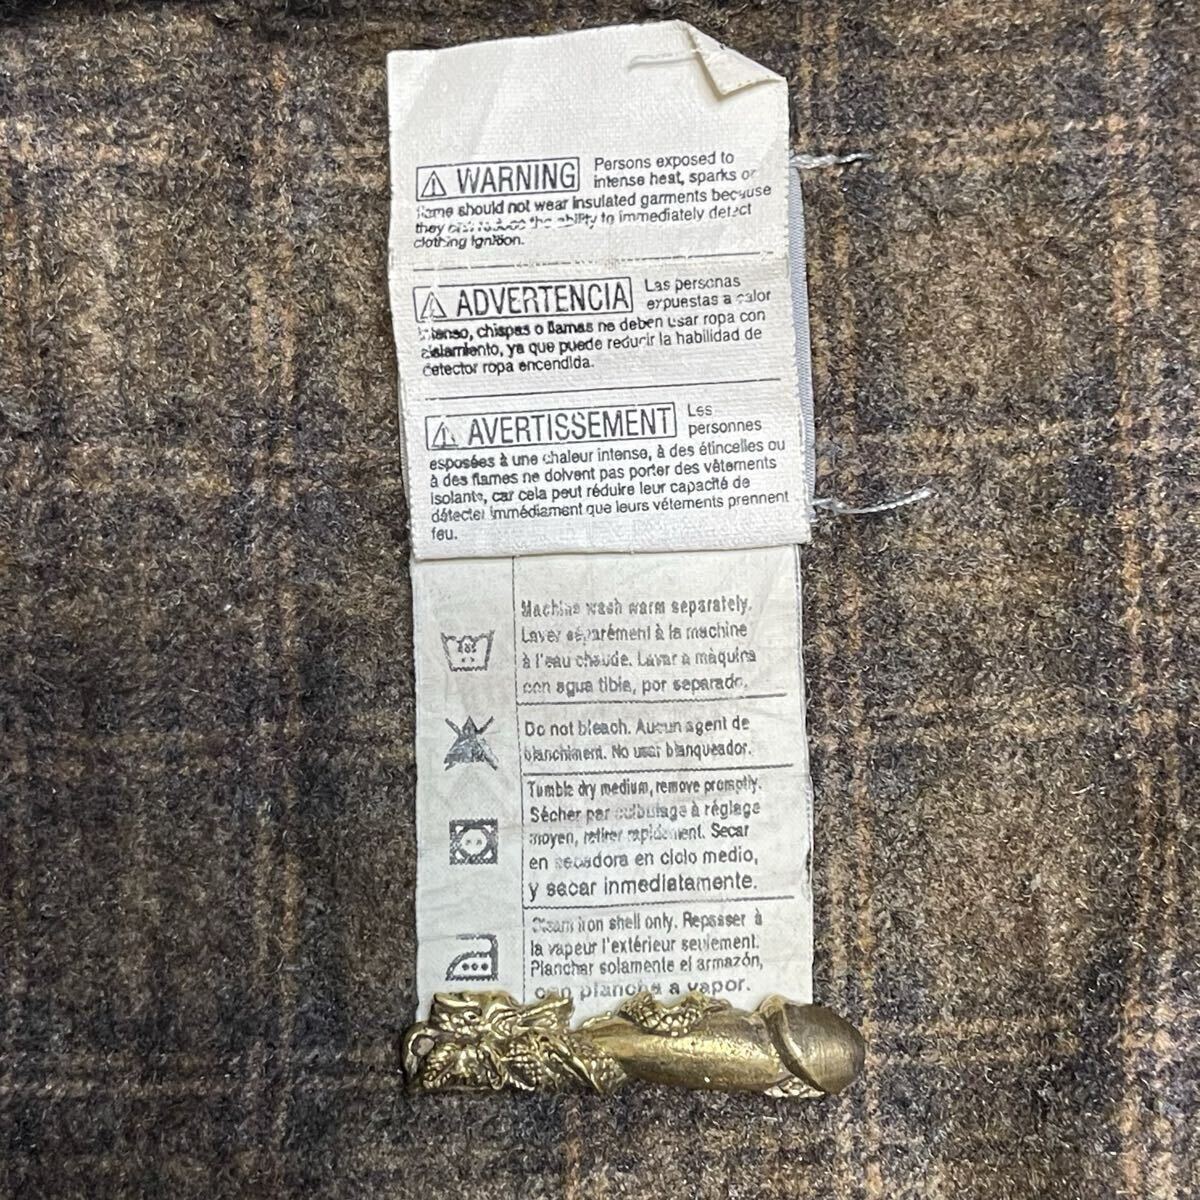 ⚠ WARNING Persons exposed to
intense heat, sparks or
flame should not wear insulated garments because
they can reduce the ability to immediately detect
clothing ignition.
⚠ ADVERTENCIA Las personas
expuestas a calor
intenso, chispas o llamas no deben usar ropa con
aislamiento, ya que puede reducir la habilidad de
detector ropa encendida.
⚠ AVERTISSEMENT Les
personnes
esposées à une chaleur intense, à des étincelles ou
à des flames ne doivent pas porter des vêtements
isolants, car cela peut réduire leur capacité de
détecter immédiament que leurs vétements prennent
feu.
Machine wash warm separately.
Laver séparément à la machine
à l'eau chaude. Lavar a màquina
con agua tibia, por separado.
Do not bleach. Aucun agent de
blanchiment. No usar blanqueador.
Tumble dry medium, remove promptly.
Sécher par culbutage à réglage
moyen, retirer rapidement. Secar
en secadora en ciclo medio,
y secar inmediatamente.
Steam iron shell only. Repasser à
la vapeur l'extérieur seulement.
Planchar solamente el armazón,
con plancha a vapor.